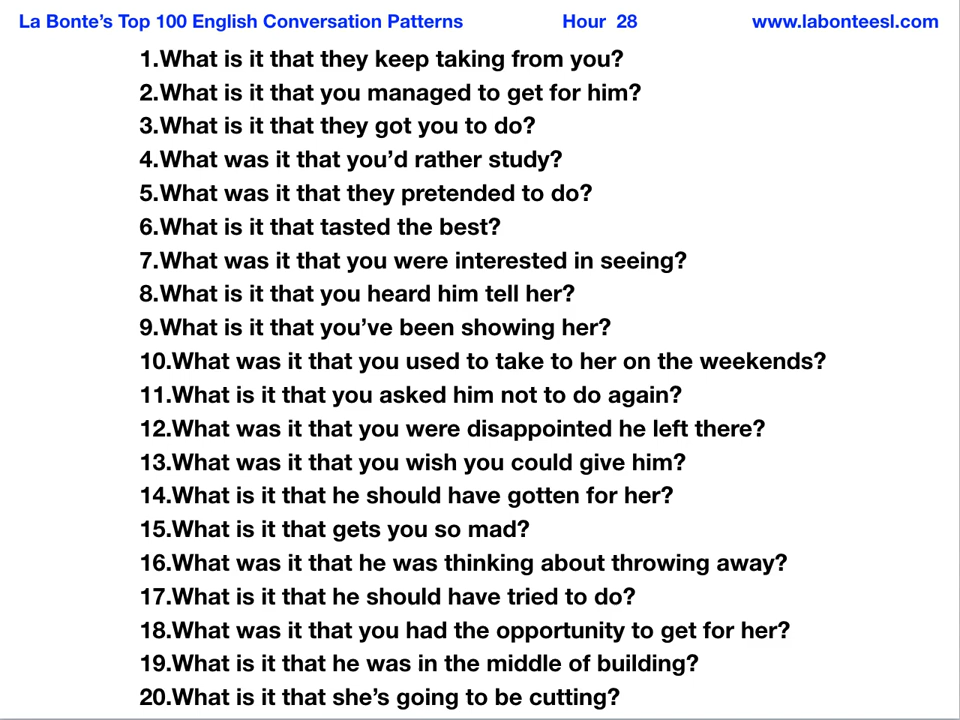 La Bonte’s Top 100 English Conversation Patterns Hour 28 www.labonteesl.com
1.What is it that they keep taking from you?
2.What is it that you managed to get for him?
3.What is it that they got you to do?
4.What was it that you’d rather study?
5.What was it that they pretended to do?
6.What is it that tasted the best?
7.What was it that you were interested in seeing?
8.What is it that you heard him tell her?
9.What is it that you’ve been showing her?
10.What was it that you used to take to her on the weekends?
11.What is it that you asked him not to do again?
12.What was it that you were disappointed he left there?
13.What was it that you wish you could give him?
14.What is it that he should have gotten for her?
15.What is it that gets you so mad?
16.What was it that he was thinking about throwing away?
17.What is it that he should have tried to do?
18.What was it that you had the opportunity to get for her?
19.What is it that he was in the middle of building?
20.What is it that she’s going to be cutting?